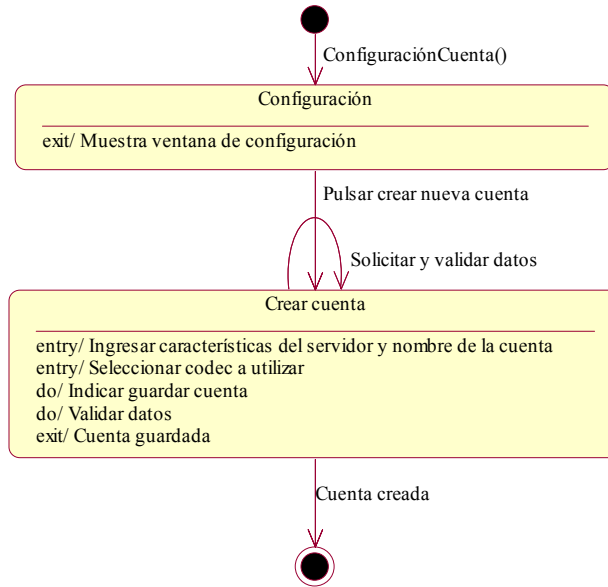 ConfiguraciónCuenta()
Configuración
exit/ Muestra ventana de configuración
Pulsar crear nueva cuenta
Solicitar y validar datos
Crear cuenta
entry/ Ingresar características del servidor y nombre de la cuenta
entry/ Seleccionar codec a utilizar
do/ Indicar guardar cuenta
do/ Validar datos
exit/ Cuenta guardada
Cuenta creada